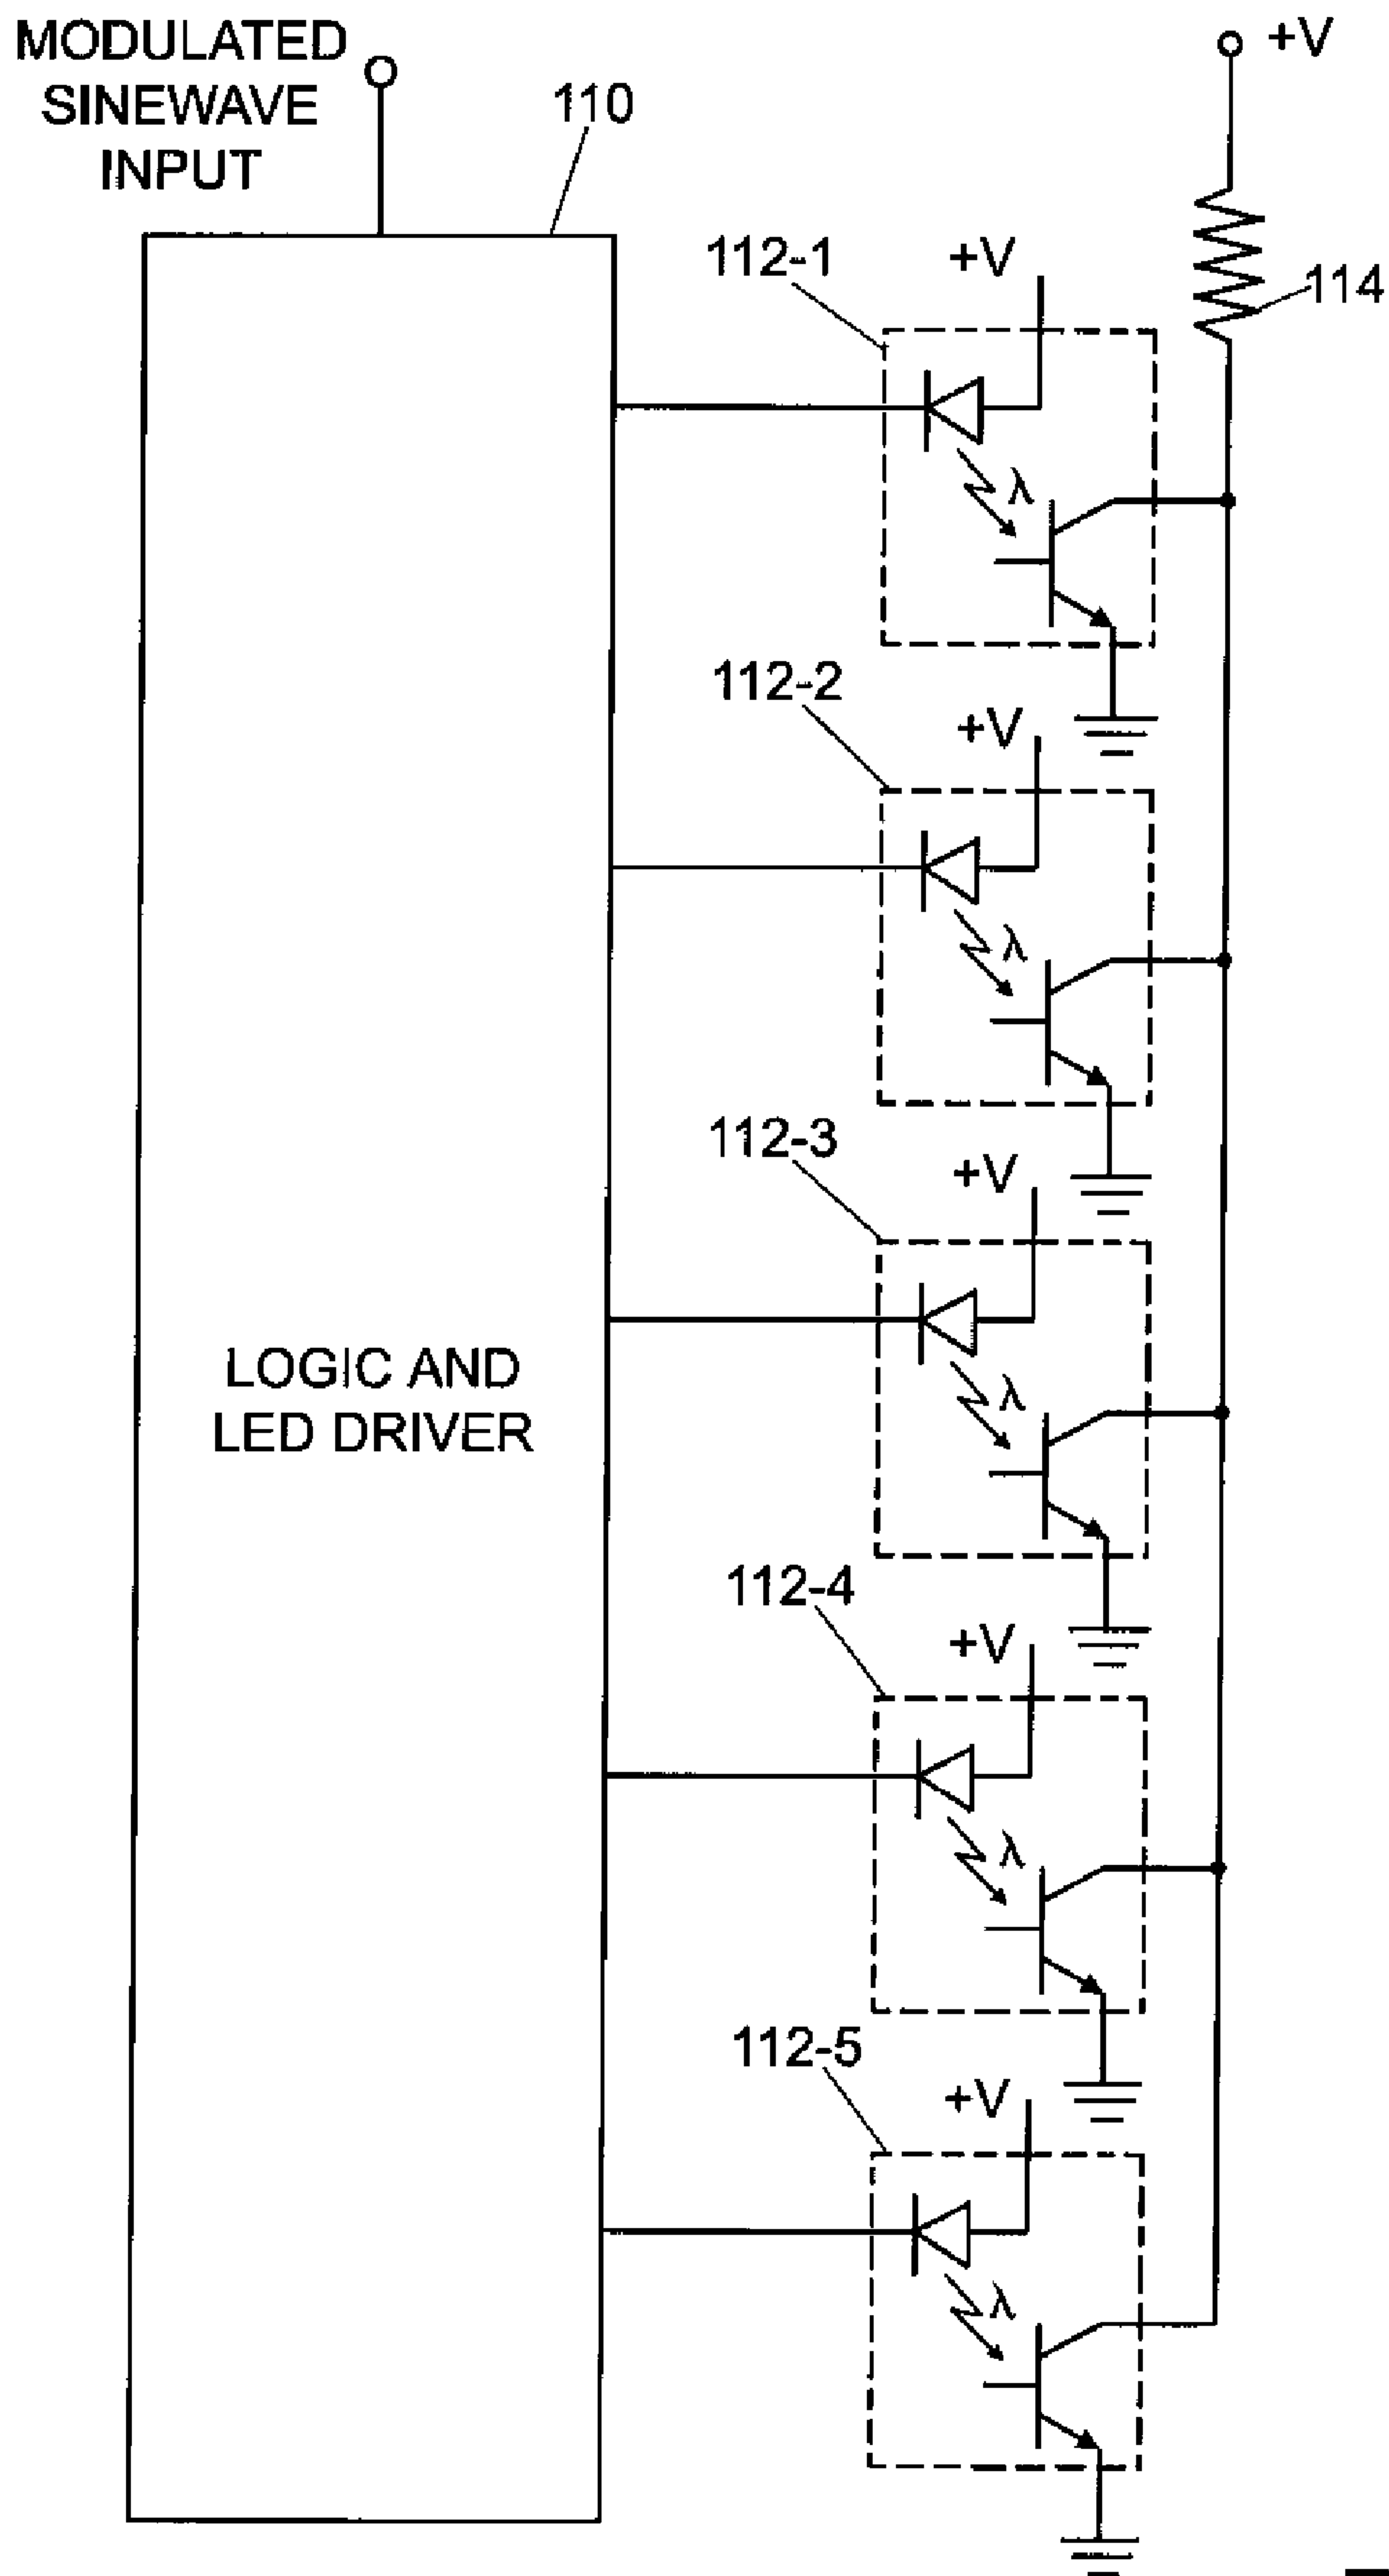 MODULATED
SINEWAVE
INPUT
+V
110
112-1
+V
114
λ
112-2
+V
λ
112-3
+V
λ
LOGIC AND
LED DRIVER
112-4
+V
λ
112-5
+V
λ